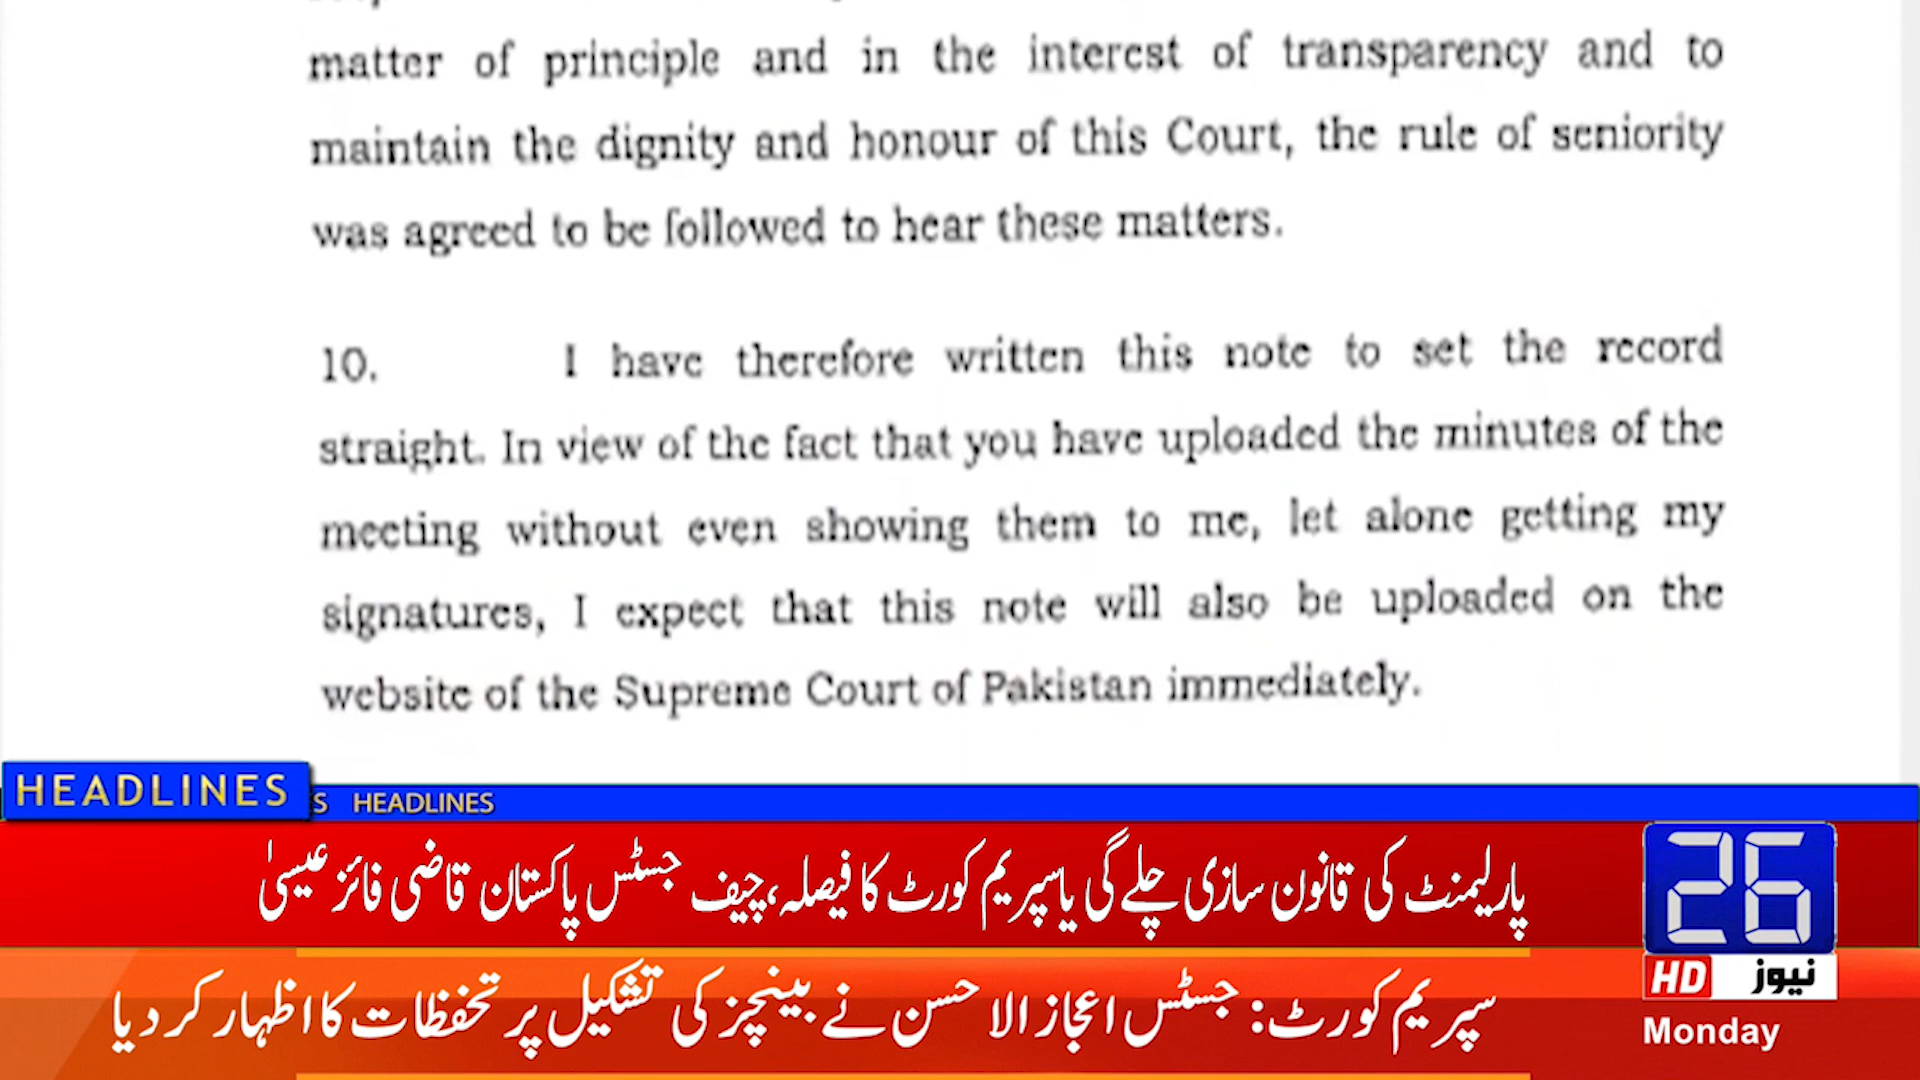 matter of principle and in the interest of transparency and to
maintain the dignity and honour of this Court, the rule of seniority
was agreed to be followed to hear these matters.
10. I have therefore written this note to set the record
straight. In view of the fact that you have uploaded the minutes of the
meeting without even showing them to me, let alone getting my
signatures, I expect that this note will also be uploaded on the
website of the Supreme Court of Pakistan immediately.
HEADLINES
S HEADLINES
پارلیمنٹ کی قانون سازی چلے گی یا سپریم کورٹ کا فیصلہ، چیف جسٹس پاکستان قاضی فائز عیسیٰ
26
HD نیوز
سپریم کورٹ: جسٹس اعجاز الاحسن نے بینچز کی تشکیل پر تحفظات کا اظہار کر دیا
Monday